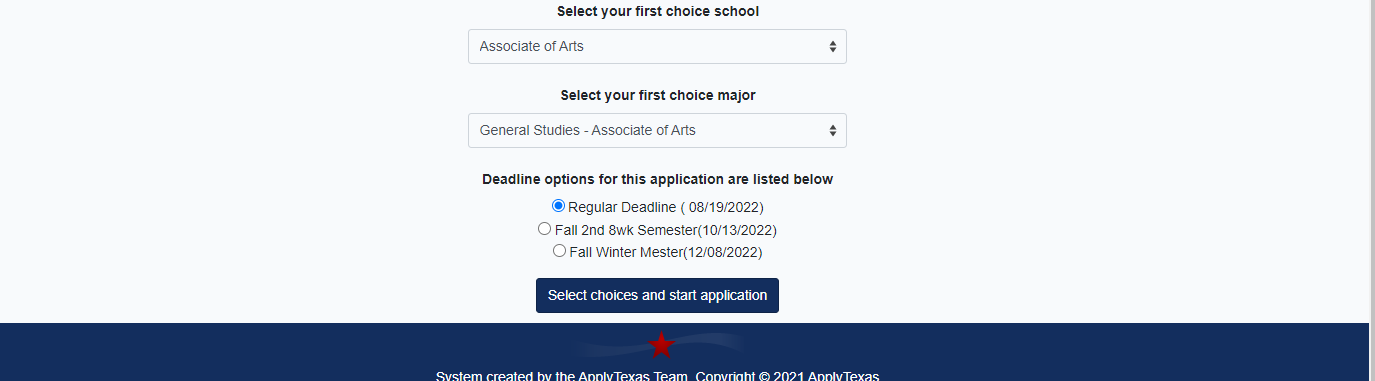 Select your first choice school
Associate of Arts
Select your first choice major
General Studies - Associate of Arts
Deadline options for this application are listed below
Regular Deadline ( 08/19/2022)
Fall 2nd 8wk Semester(10/13/2022)
Fall Winter Mester(12/08/2022)
Select choices and start application
System created by the ApplyTexas Team. Copyright © 2021 ApplyTexas